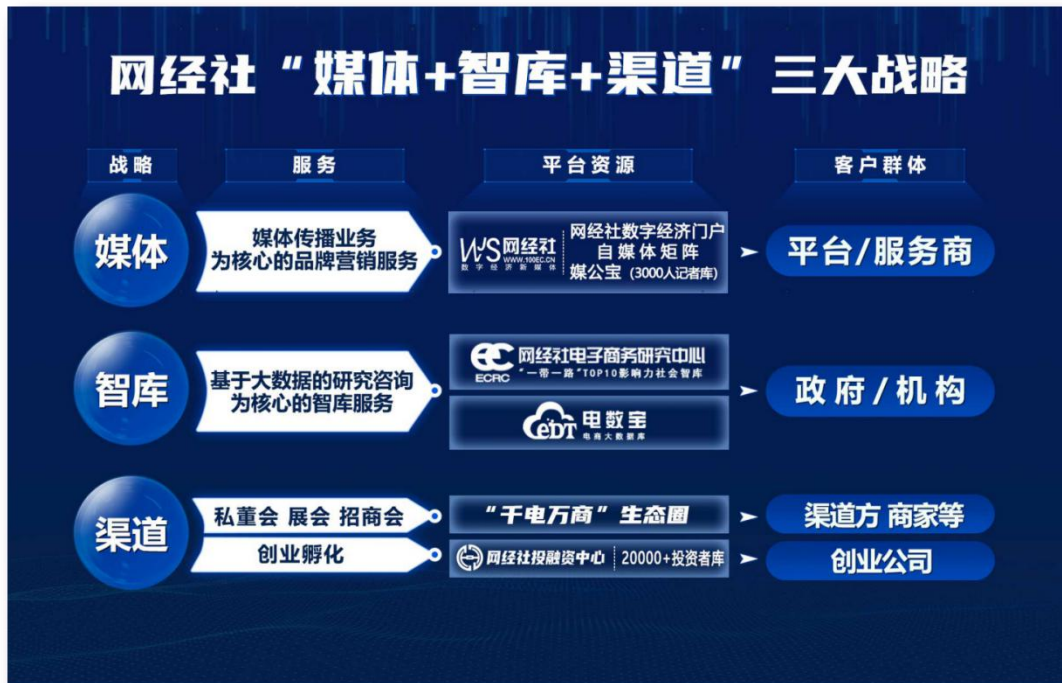 网经社“媒体+智库+渠道”三大战略
战略 服务 平台资源 客户群体
媒体
媒体传播业务
为核心的品牌营销服务
网经社
WWW.100EC.CN
数字经济新媒体
网经社数字经济门户
自媒体矩阵
媒公宝(3000人记者库)
平台/服务商
智库
基于大数据的研究咨询
为核心的智库服务
ECRC
网经社电子商务研究中心
“一带一路”TOP10影响力社会智库
eDT
电数宝
电商大数据库
政府/机构
渠道
私董会 展会 招商会
“千电万商”生态圈
渠道方 商家等
创业孵化
网经社投融资中心 20000+投资者库
创业公司